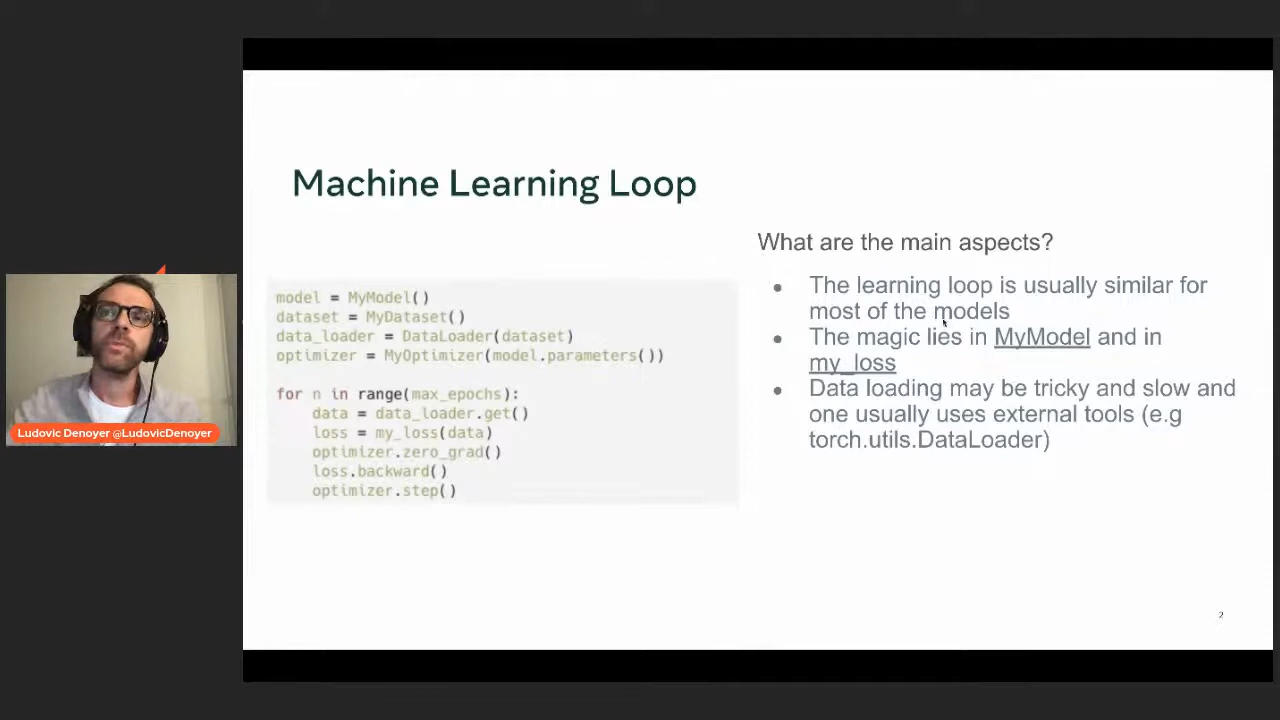 Machine Learning Loop
model = MyModel()
dataset = MyDataset()
data_loader = DataLoader(dataset)
optimizer = MyOptimizer(model.parameters())
for n in range(max_epochs):
data = data_loader.get()
loss = my_loss(data)
optimizer.zero_grad()
loss.backward()
optimizer.step()
What are the main aspects?
The learning loop is usually similar for
most of the models
The magic lies in MyModel and in
my_loss
Data loading may be tricky and slow and
one usually uses external tools (e.g
torch.utils.DataLoader)
Ludovic Denoyer @LudovicDenoyer
2